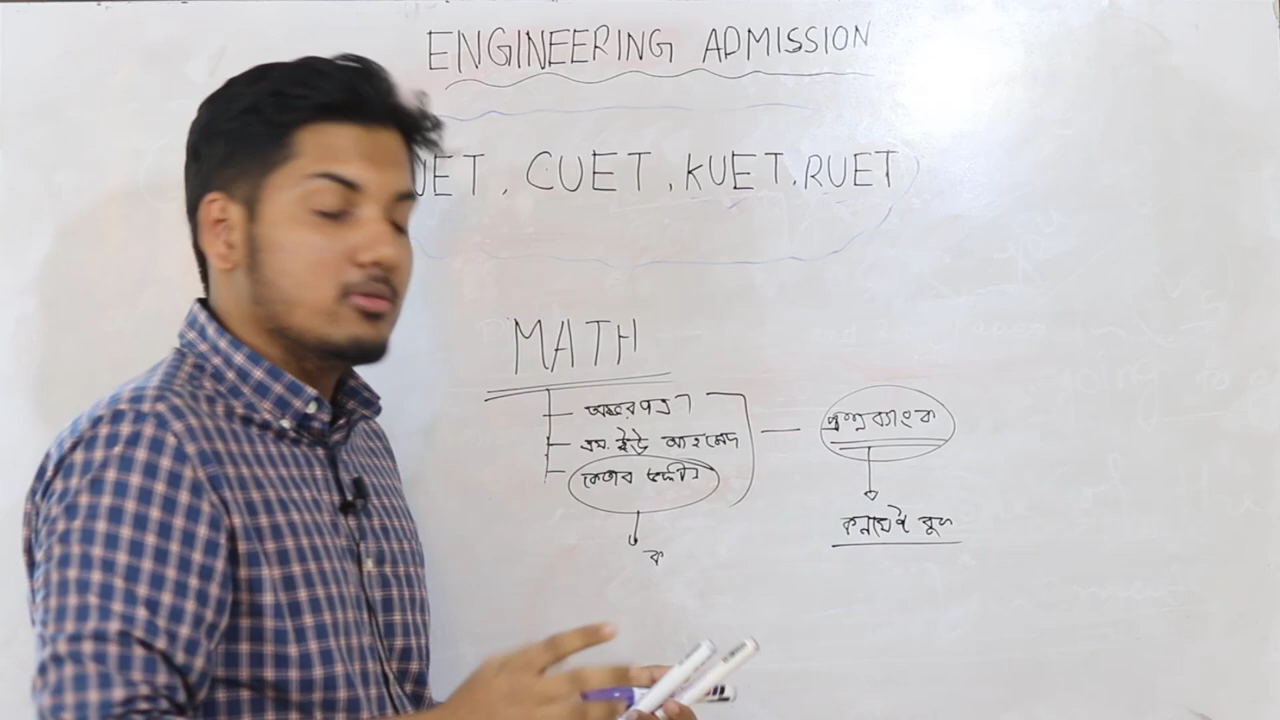 ENGINEERING ADMISSION
UET, CUET, KUET, RUET
MATH
অক্ষরপত্র
এস. ইউ আহমেদ
কেতাব উদ্দীন
ক
প্রশ্নব্যাংক
কনসেপ্ট বুক